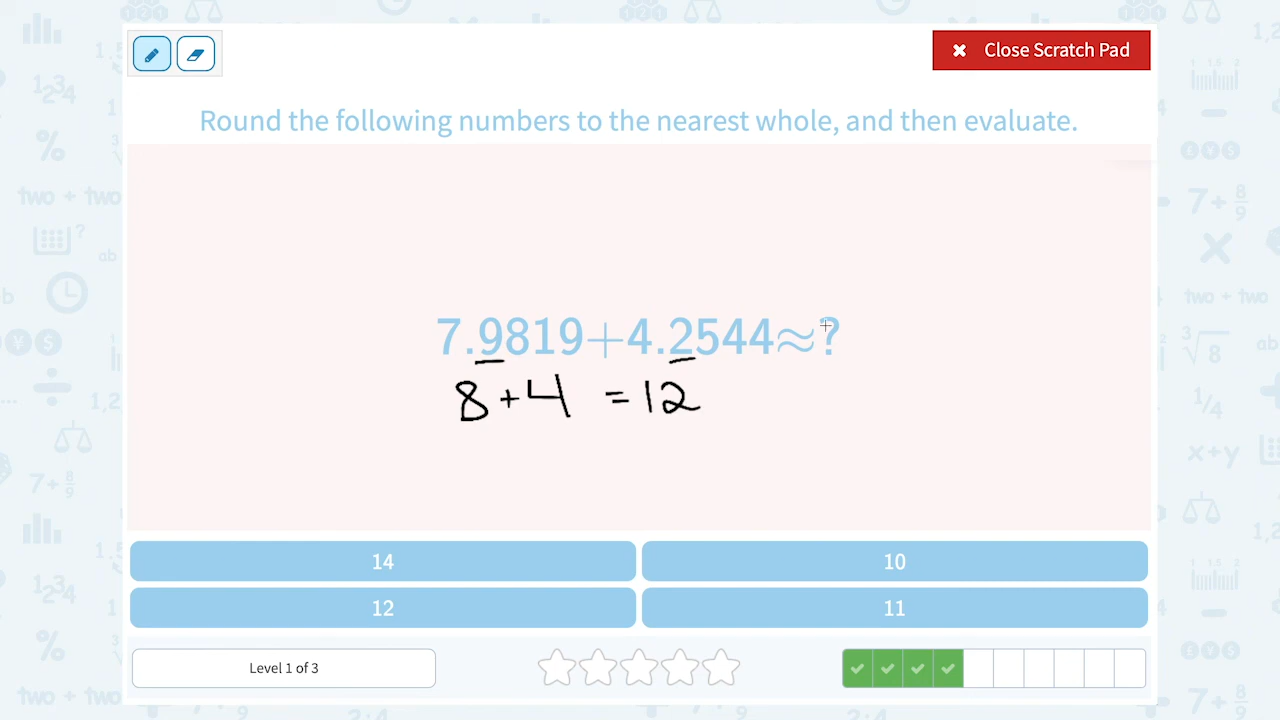 Close Scratch Pad
Round the following numbers to the nearest whole, and then evaluate.
7.9819+4.2544≈?
8+4 =12
14
10
12
11
Level 1 of 3